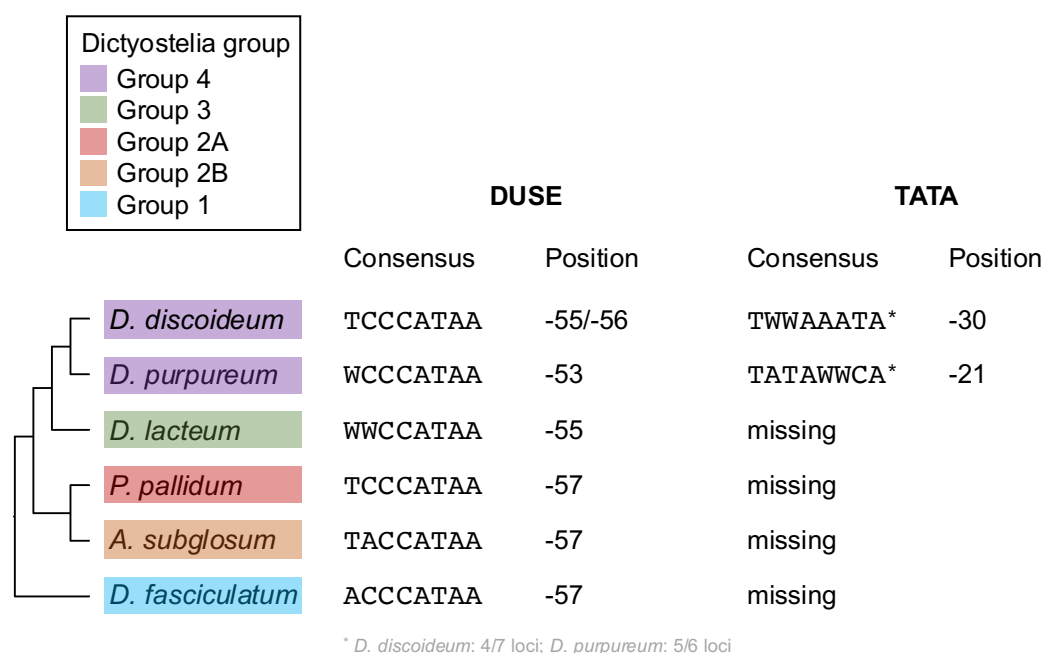 Dictyostelia group
Group 4
Group 3
Group 2A
Group 2B
Group 1
DUSE TATA
Consensus Position Consensus Position
D. discoideum TCCCATAA -55/-56 TWWAAATA* -30
D. purpureum WCCCATAA -53 TATAWWCA* -21
D. lacteum WWCCATAA -55 missing
P. pallidum TCCCATAA -57 missing
A. subglosum TACCATAA -57 missing
D. fasciculatum ACCCATAA -57 missing
* D. discoideum: 4/7 loci; D. purpureum: 5/6 loci